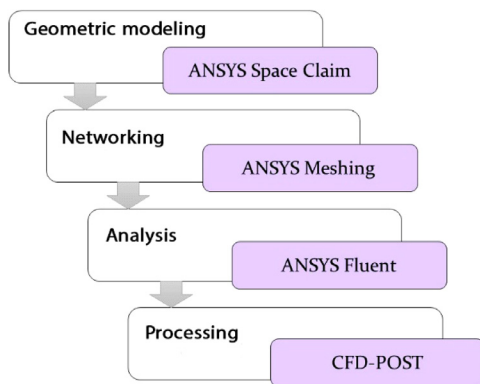 Geometric modeling
ANSYS Space Claim
Networking
ANSYS Meshing
Analysis
ANSYS Fluent
Processing
CFD-POST